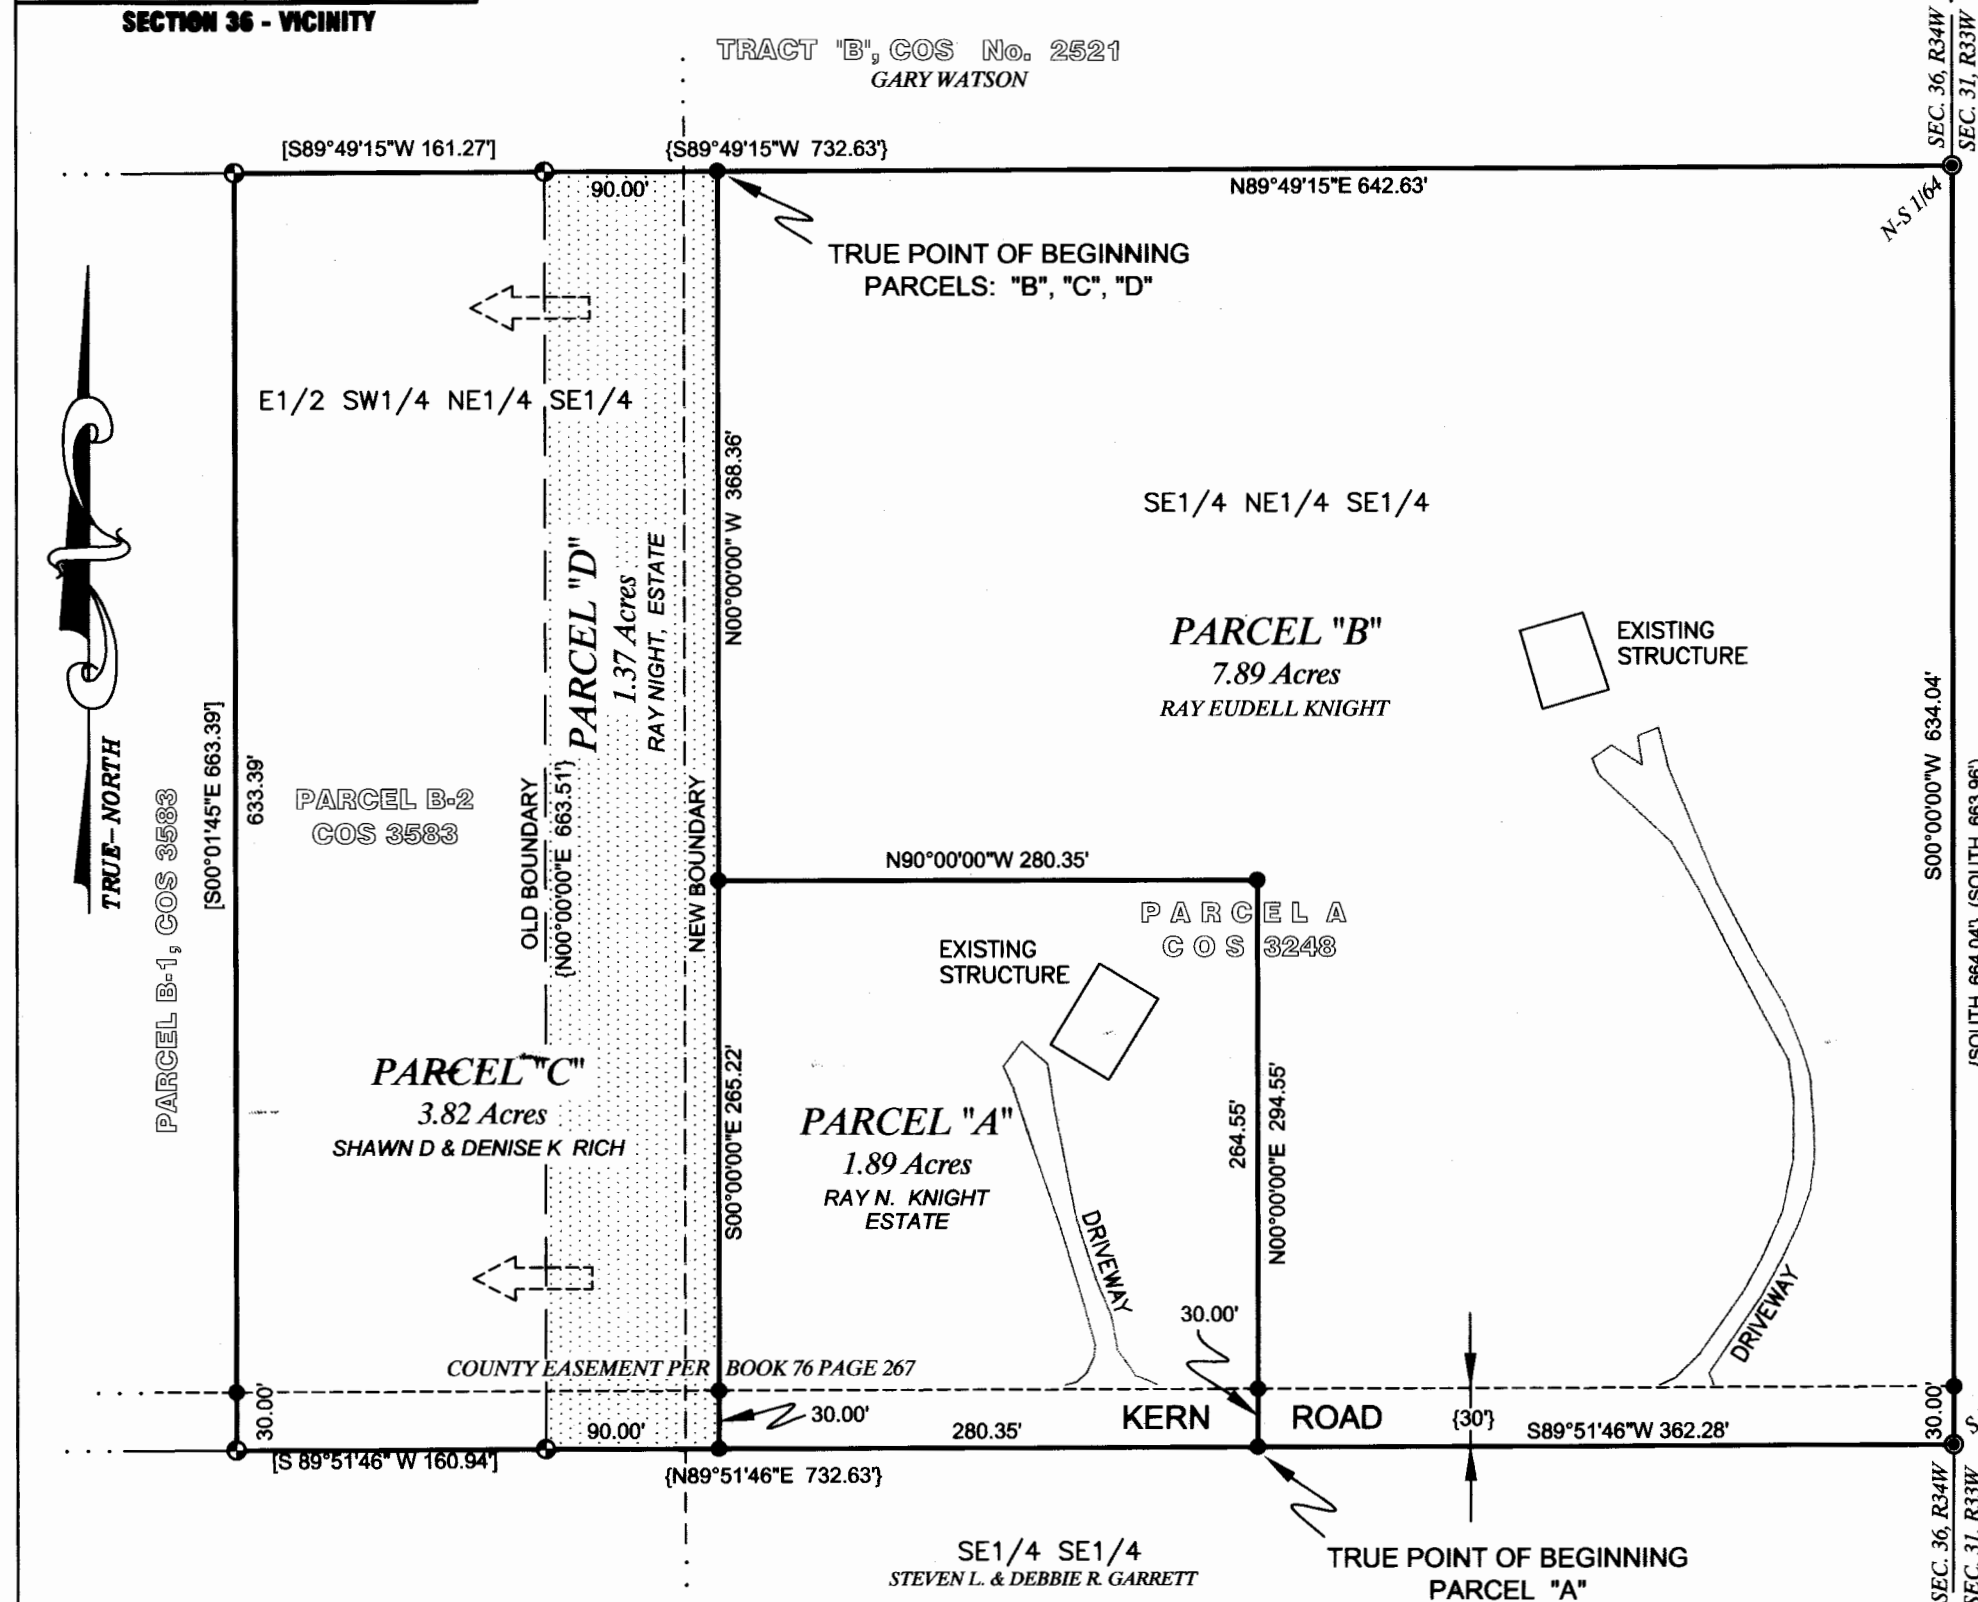 SECTION 36 - VICINITY
TRACT "B", COS No. 2521
GARY WATSON
SEC. 36, R34W
SEC. 31, R33W
[S89°49'15"W 161.27']
{S89°49'15"W 732.63'}
90.00'
N89°49'15"E 642.63'
N-S 1/64
TRUE POINT OF BEGINNING
PARCELS: "B", "C", "D"
E1/2 SW1/4 NE1/4 SE1/4
N00°00'00"W 368.36'
SE1/4 NE1/4 SE1/4
PARCEL "D"
1.37 Acres
RAY NIGHT, ESTATE
PARCEL "B"
7.89 Acres
RAY EUDELL KNIGHT
EXISTING
STRUCTURE
TRUE-NORTH
[S00°01'45"E 663.39']
633.39'
PARCEL B-1, COS 3583
PARCEL B-2
COS 3583
OLD BOUNDARY
{N00°00'00"E 663.51'}
NEW BOUNDARY
S00°00'00"W 634.04'
(SOUTH 664.04') (SOUTH 663.96')
N90°00'00"W 280.35'
PARCEL A
COS 3248
EXISTING
STRUCTURE
PARCEL "C"
3.82 Acres
SHAWN D & DENISE K RICH
S00°00'00"E 265.22'
PARCEL "A"
1.89 Acres
RAY N. KNIGHT
ESTATE
DRIVEWAY
264.55'
N00°00'00"E 294.55'
DRIVEWAY
30.00'
COUNTY EASEMENT PER BOOK 76 PAGE 267
30.00'
90.00'
30.00'
280.35'
KERN ROAD
{30'}
S89°51'46"W 362.28'
30.00'
[S 89°51'46" W 160.94']
{N89°51'46"E 732.63'}
SE1/4 SE1/4
STEVEN L. & DEBBIE R. GARRETT
TRUE POINT OF BEGINNING
PARCEL "A"
SEC. 36, R34W
SEC. 31, R33W